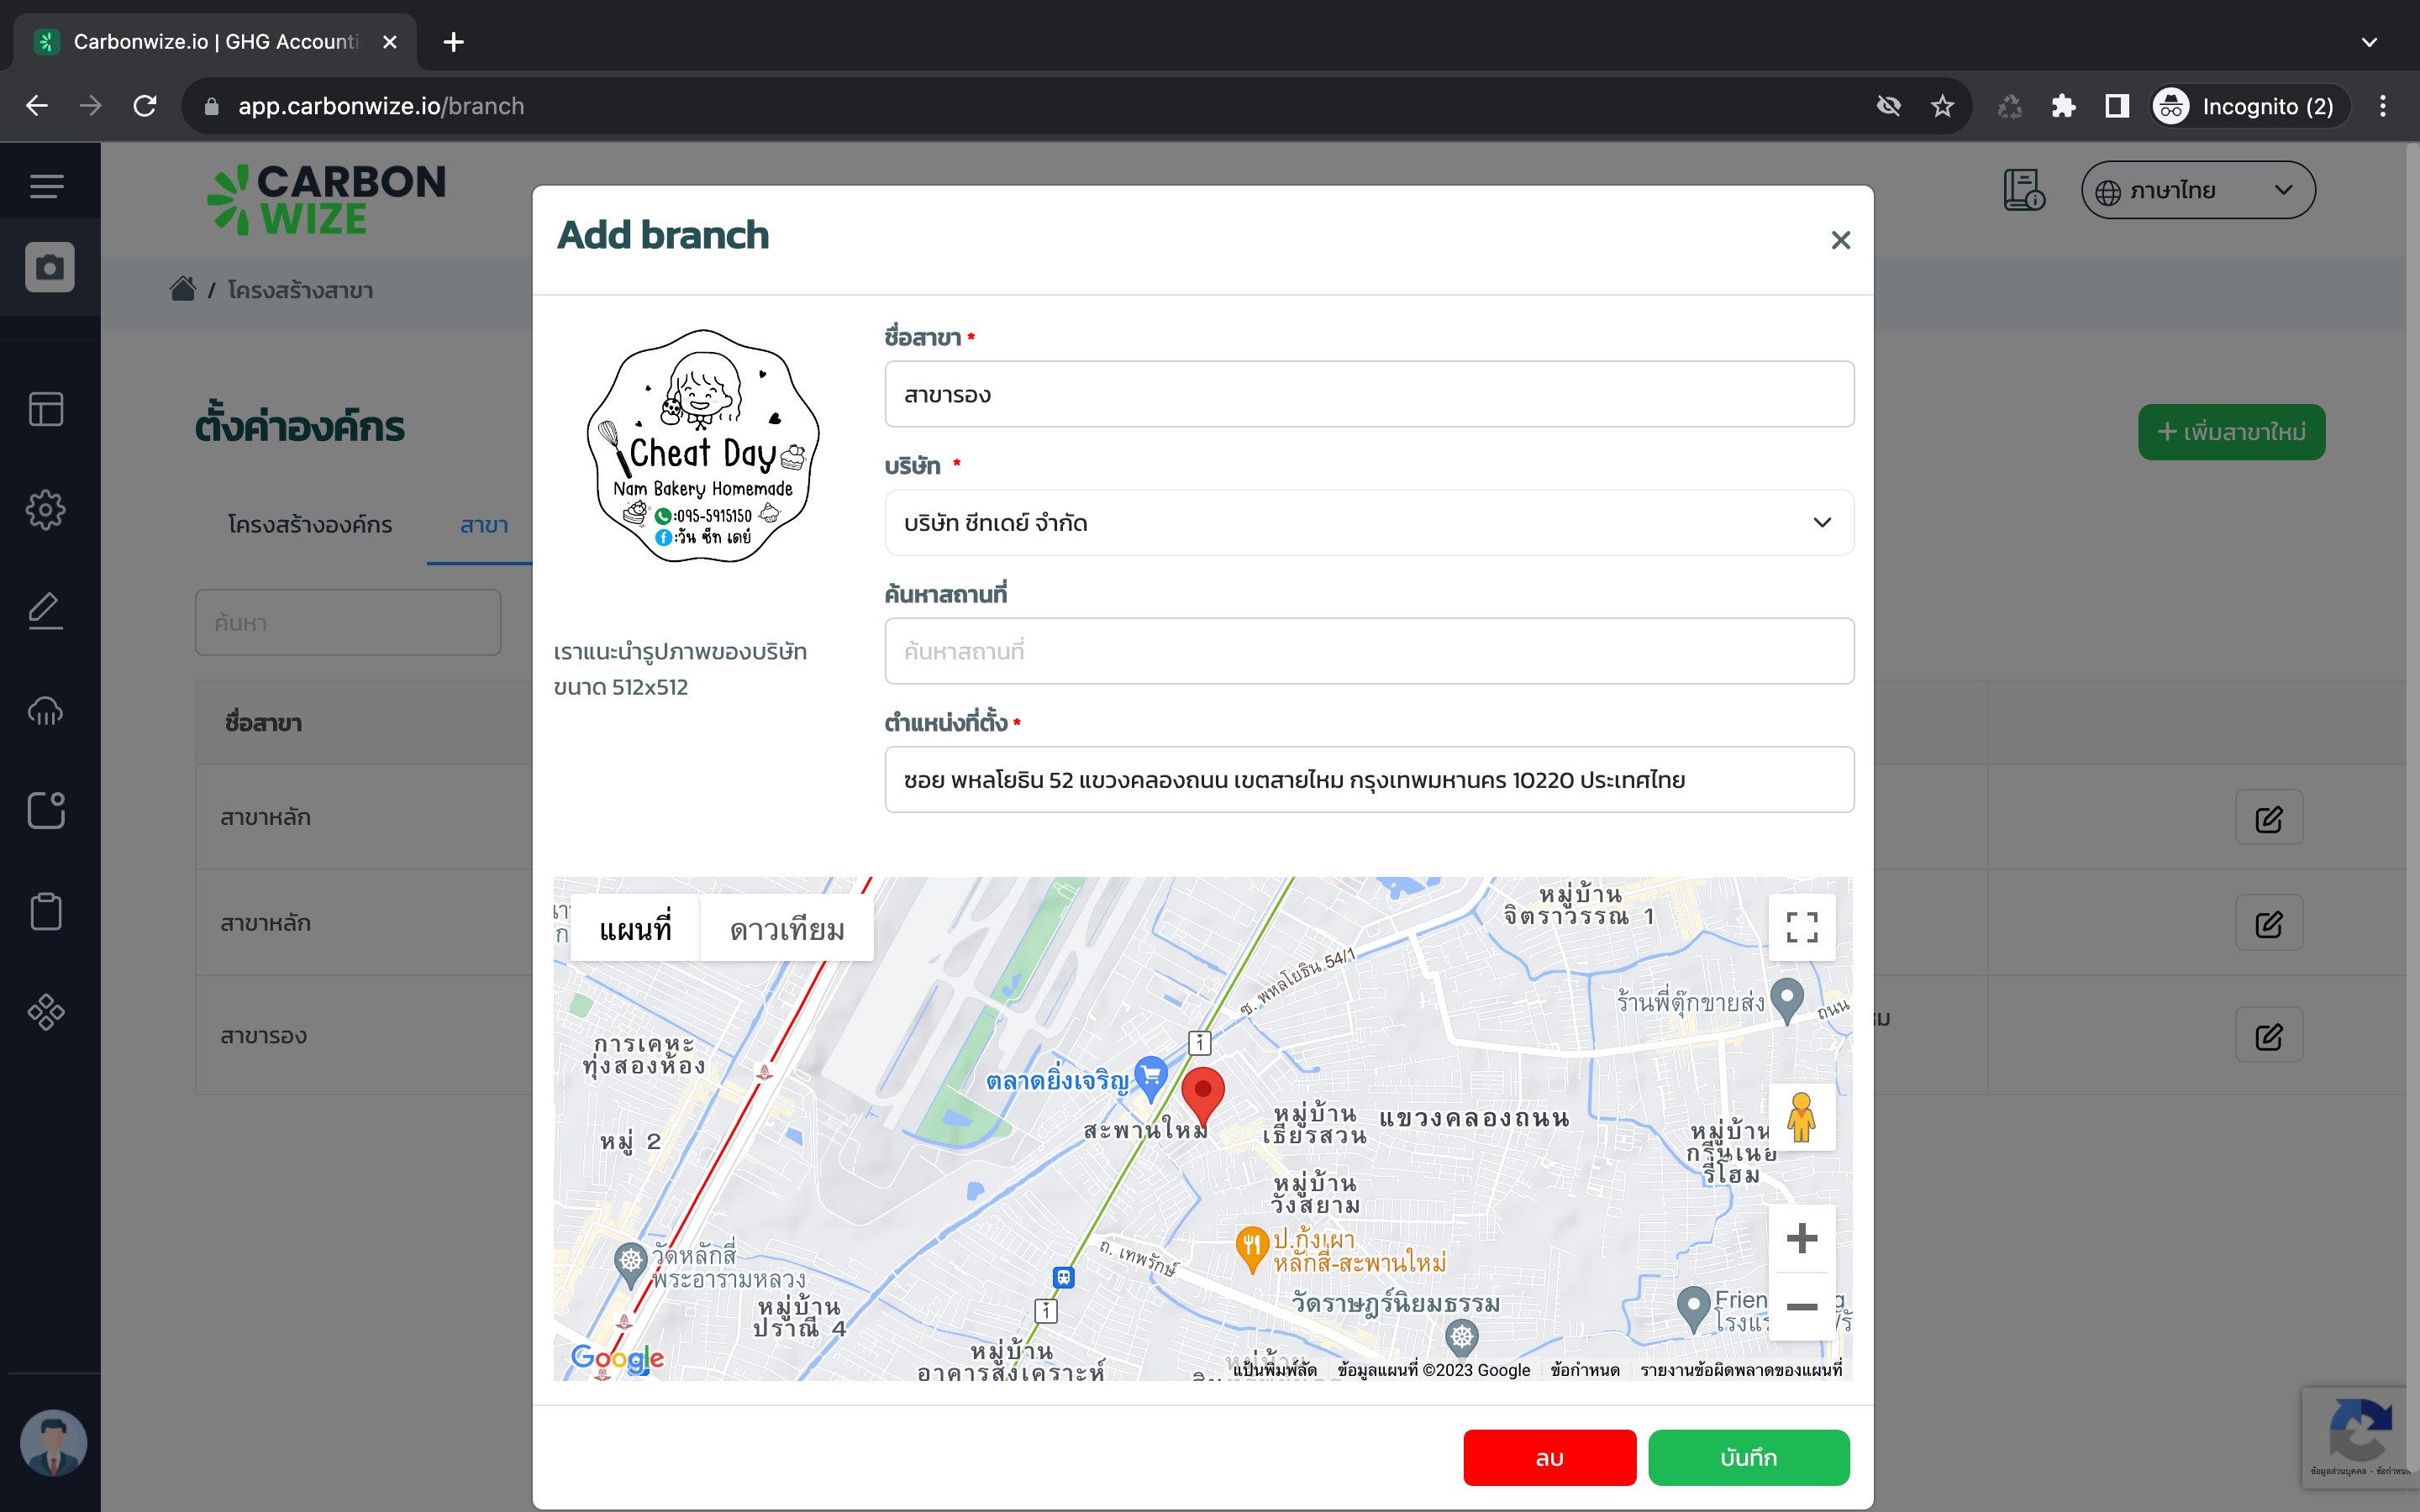 Carbonwize.io | GHG Accounti
app.carbonwize.io/branch
Incognito (2)
CARBON
WIZE
ภาษาไทย
/ โครงสร้างสาขา
ตั้งค่าองค์กร
+ เพิ่มสาขาใหม่
โครงสร้างองค์กร
สาขา
ค้นหา
ชื่อสาขา
สาขาหลัก
สาขาหลัก
สาขารอง
Add branch
Cheat Day
Nam Bakery Homemade
:095-5915150
:วัน ซีท เดย์
เราแนะนำรูปภาพของบริษัท
ขนาด 512x512
ชื่อสาขา *
สาขารอง
บริษัท *
บริษัท ชีทเดย์ จำกัด
ค้นหาสถานที่
ค้นหาสถานที่
ตำแหน่งที่ตั้ง *
ซอย พหลโยธิน 52 แขวงคลองถนน เขตสายไหม กรุงเทพมหานคร 10220 ประเทศไทย
แผนที่
ดาวเทียม
หมู่บ้าน
จิตราวรรณ 1
ซ. พหลโยธิน 54/1
ร้านพี่ตุ๊กขายส่ง
ถนน
การเคหะ
ทุ่งสองห้อง
1
ตลาดยิ่งเจริญ
สะพานใหม่
หมู่บ้าน
เธียรสวน
แขวงคลองถนน
หมู่ 2
หมู่บ้าน
กรีนเนอ
รี่โฮม
หมู่บ้าน
วังสยาม
ป.กุ้งเผา
หลักสี่-สะพานใหม่
ถ. เทพรักษ์
วัดหลักสี่
พระอารามหลวง
1
วัดราษฎร์นิยมธรรม
หมู่บ้าน
ปราณี 4
หมู่บ้าน
อาคารสงเคราะห์
Google
แป้นพิมพ์ลัด
ข้อมูลแผนที่ ©2023 Google
ข้อกำหนด
รายงานข้อผิดพลาดของแผนที่
ลบ
บันทึก